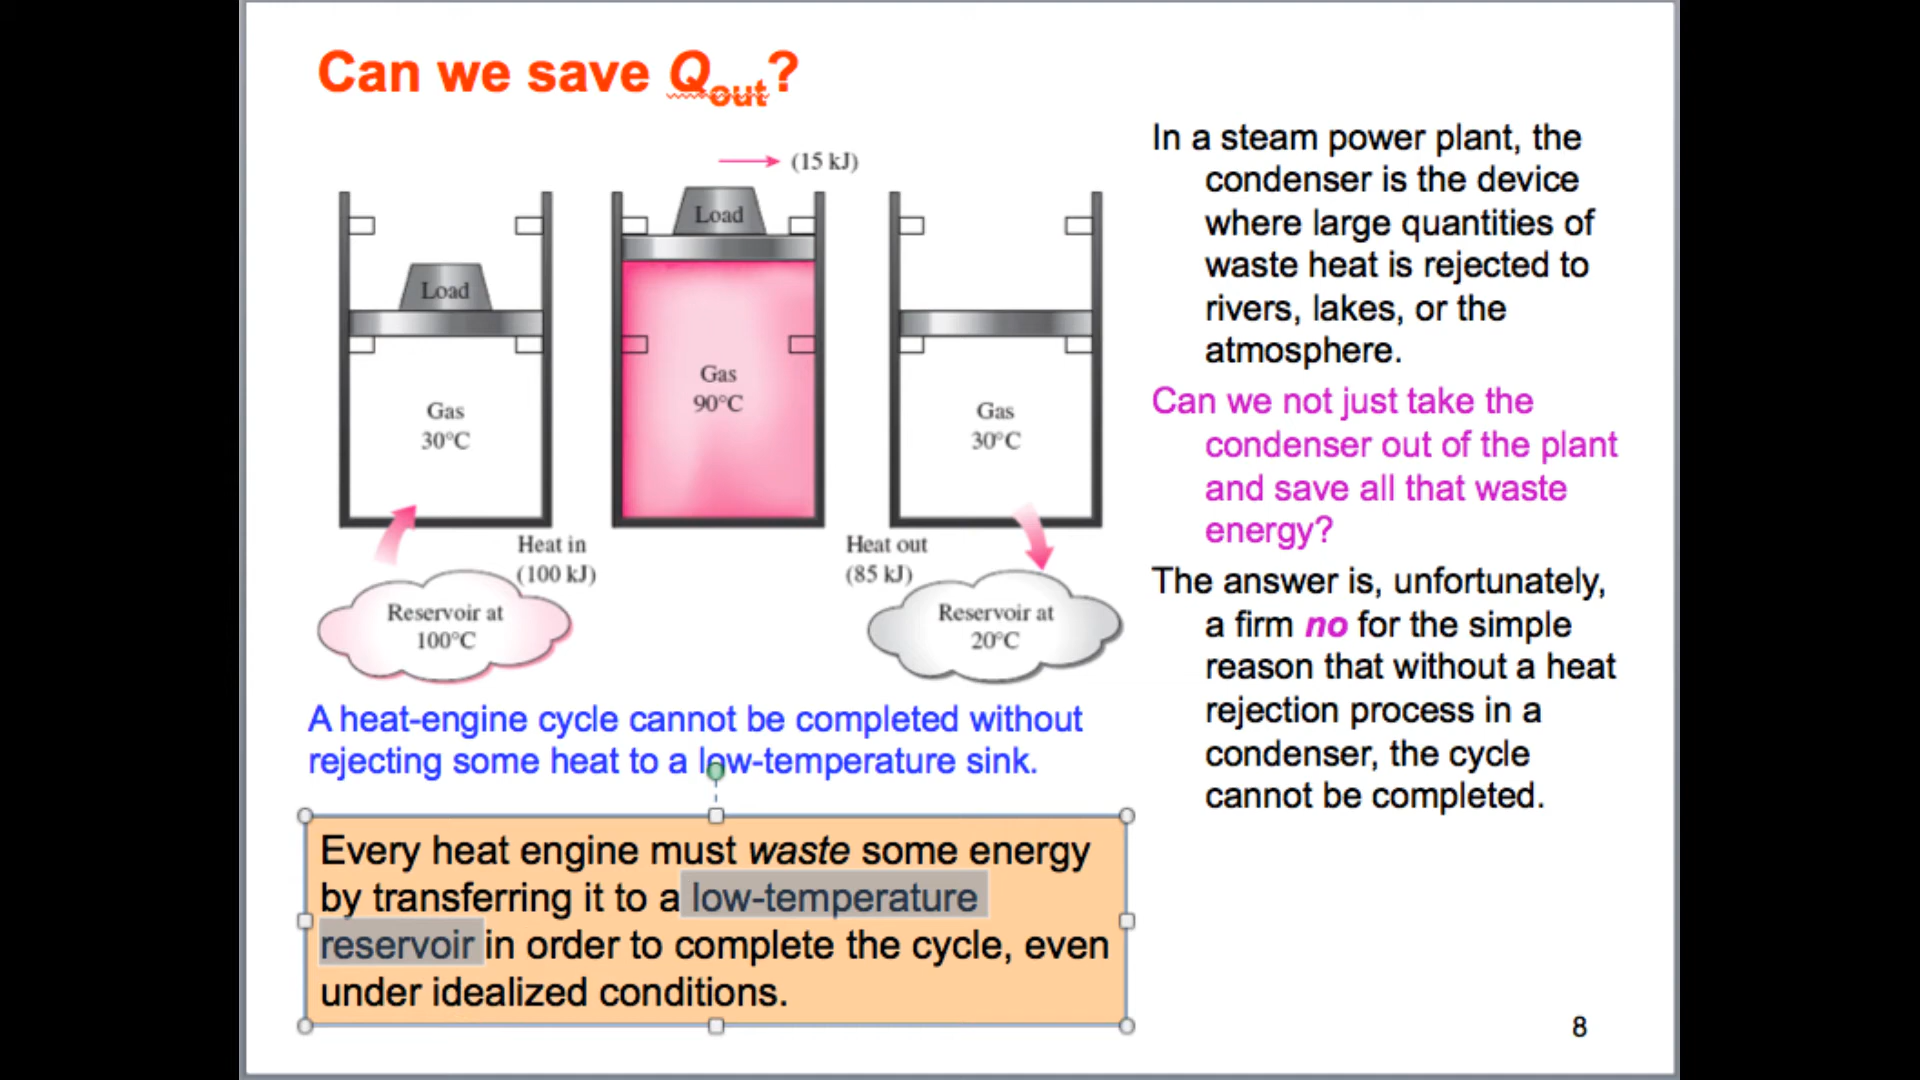 Can we save Qout?
(15 kJ)
Load
Load
Gas
30°C
Gas
90°C
Gas
30°C
Heat in
(100 kJ)
Heat out
(85 kJ)
Reservoir at
100°C
Reservoir at
20°C
A heat-engine cycle cannot be completed without
rejecting some heat to a low-temperature sink.
Every heat engine must waste some energy
by transferring it to a low-temperature
reservoir in order to complete the cycle, even
under idealized conditions.
In a steam power plant, the
condenser is the device
where large quantities of
waste heat is rejected to
rivers, lakes, or the
atmosphere.
Can we not just take the
condenser out of the plant
and save all that waste
energy?
The answer is, unfortunately,
a firm no for the simple
reason that without a heat
rejection process in a
condenser, the cycle
cannot be completed.
8